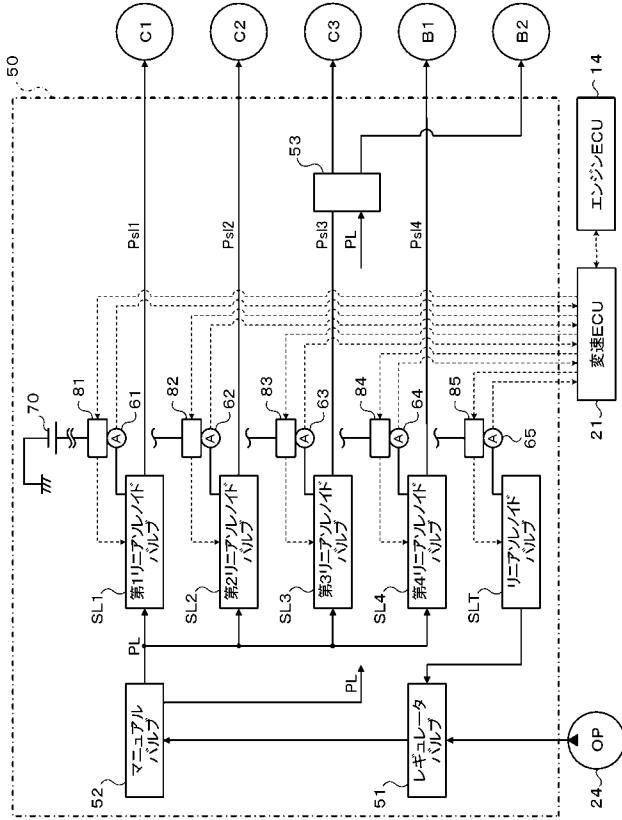 C1
C2
C3
B1
B2
50
53
14
エンジンECU
Psl1
Psl2
Psl3
PL
Psl4
変速ECU
21
70
81
A
61
82
A
62
83
A
63
84
A
64
85
A
65
SL1
第1リニアソレノイド
バルブ
SL2
第2リニアソレノイド
バルブ
SL3
第3リニアソレノイド
バルブ
SL4
第4リニアソレノイド
バルブ
SLT
リニアソレノイド
バルブ
PL
PL
52
マニュアル
バルブ
51
レギュレータ
バルブ
24
OP